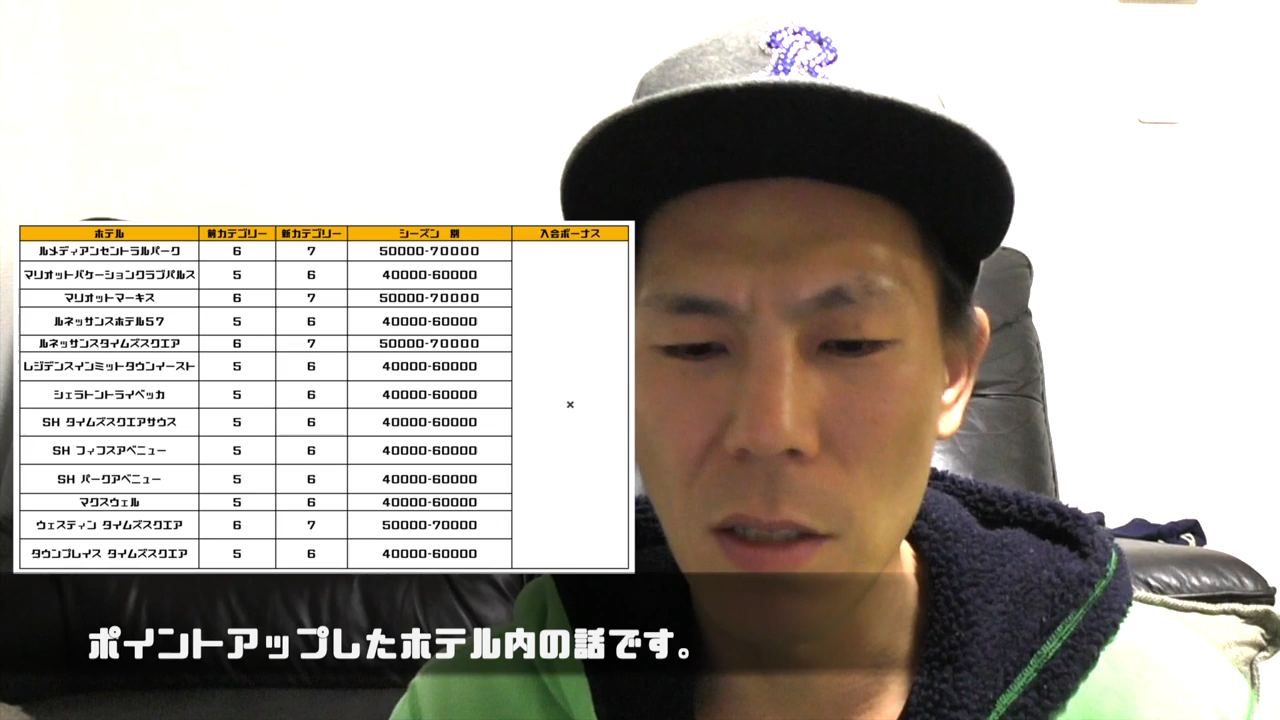 R
ホテル 前カテゴリー 新カテゴリー シーズン 別 入会ボーナス
ルメディアンセントラルパーク 6 7 50000-70000
マリオットバケーションクラブパルス 5 6 40000-60000
マリオットマーキス 6 7 50000-70000
ルネッサンスホテル57 5 6 40000-60000
ルネッサンスタイムズスクエア 6 7 50000-70000
レジデンスインミットタウンイースト 5 6 40000-60000
シェラトントライベッカ 5 6 40000-60000
×
SH タイムズスクエアサウス 5 6 40000-60000
SH フィフスアベニュー 5 6 40000-60000
SH パークアベニュー 5 6 40000-60000
マクスウェル 5 6 40000-60000
ウェスティン タイムズスクエア 6 7 50000-70000
タウンプレイス タイムズスクエア 5 6 40000-60000
ポイントアップしたホテル内の話です。